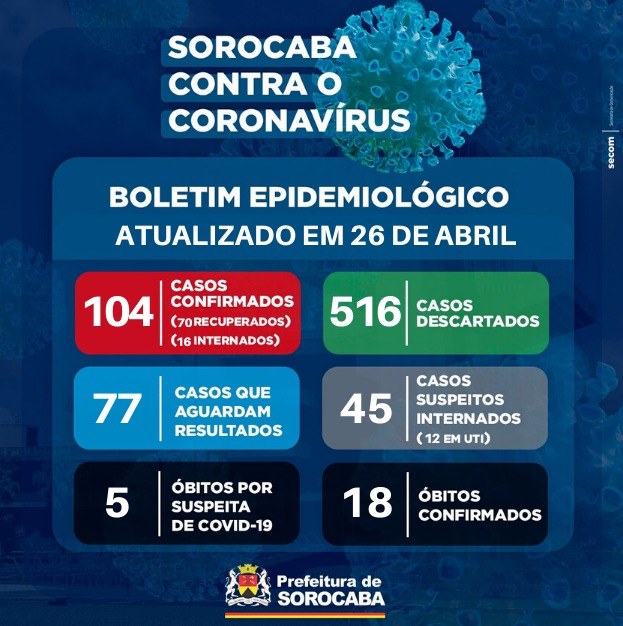 SOROCABA
CONTRA O
CORONAVÍRUS
secom
BOLETIM EPIDEMIOLÓGICO
ATUALIZADO EM 26 DE ABRIL
104
CASOS
CONFIRMADOS
(70 RECUPERADOS)
(16 INTERNADOS)
516
CASOS
DESCARTADOS
77
CASOS QUE
AGUARDAM
RESULTADOS
45
CASOS
SUSPEITOS
INTERNADOS
( 12 EM UTI)
5
ÓBITOS POR
SUSPEITA
DE COVID-19
18
ÓBITOS
CONFIRMADOS
Prefeitura de
SOROCABA